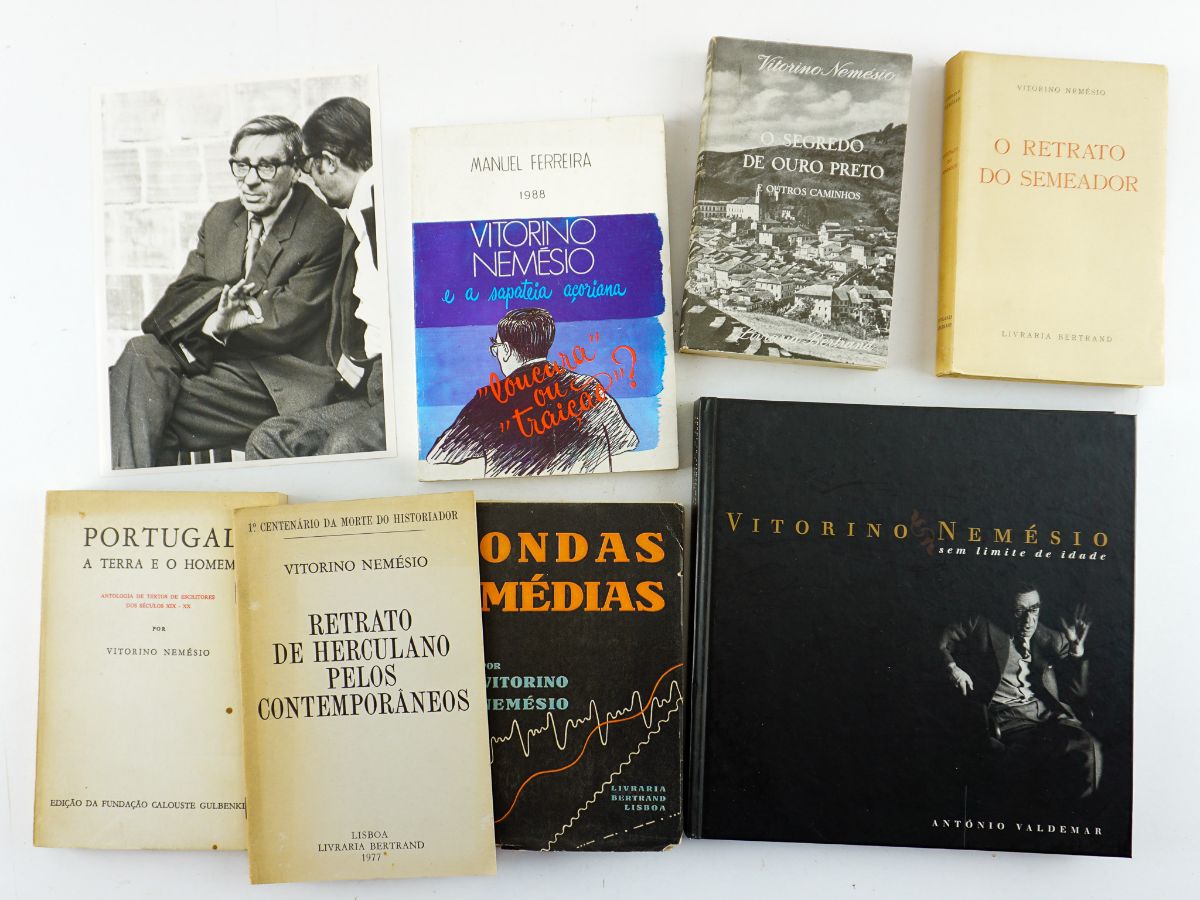 MANUEL FERREIRA
1988
VITORINO
NEMÉSIO
e a sapateia açoriana
"loucura"
ou
"traição"?
Vitorino Nemésio
O SEGREDO
DE OURO PRETO
E OUTROS CAMINHOS
Livraria Bertrand
VITORINO NEMÉSIO
O RETRATO
DO SEMEADOR
LIVRARIA BERTRAND
PORTUGAL
A TERRA E O HOMEM
ANTOLOGIA DE TEXTOS DE ESCRITORES
DOS SÉCULOS XIX - XX
POR
VITORINO NEMÉSIO
EDIÇÃO DA FUNDAÇÃO CALOUSTE GULBENKI
1.º CENTENÁRIO DA MORTE DO HISTORIADOR
VITORINO NEMÉSIO
RETRATO
DE HERCULANO
PELOS
CONTEMPORÂNEOS
LISBOA
LIVRARIA BERTRAND
1977
ONDAS
MÉDIAS
POR
VITORINO
NEMÉSIO
LIVRARIA
BERTRAND
LISBOA
VITORINO NEMÉSIO
sem limite de idade
ANTÓNIO VALDEMAR